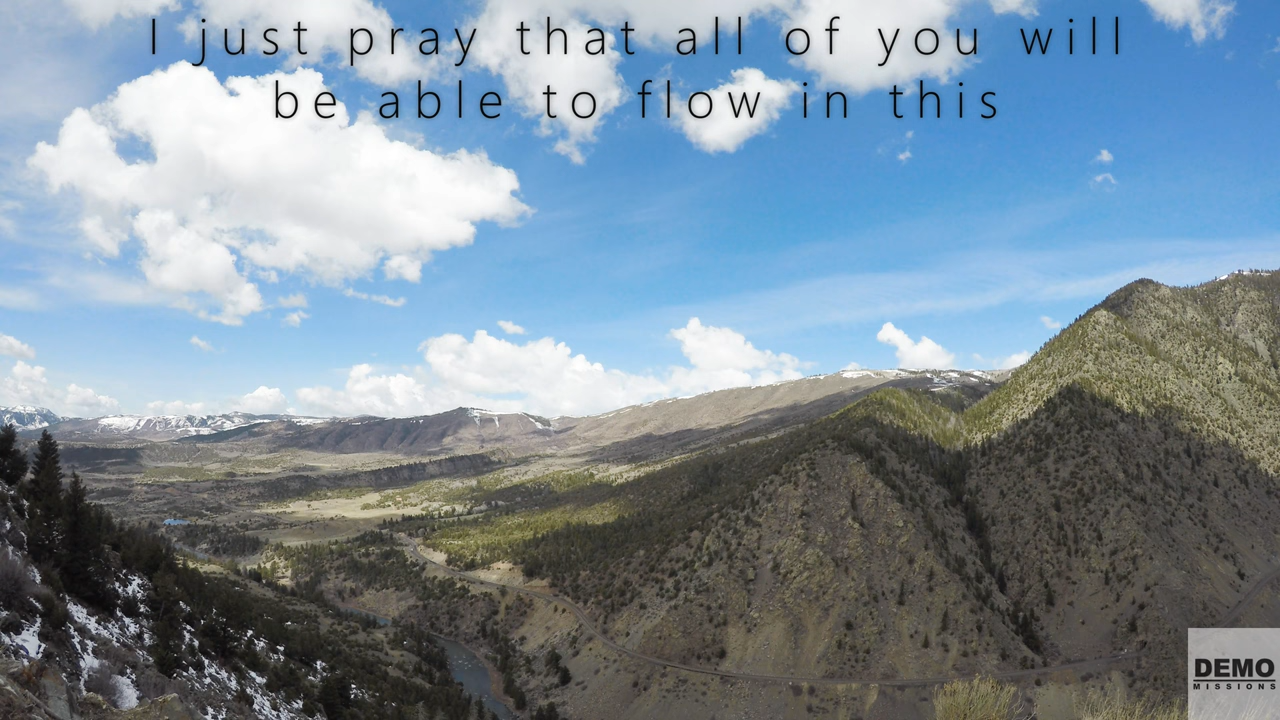 I just pray that all of you will
be able to flow in this
DEMO
MISSIONS